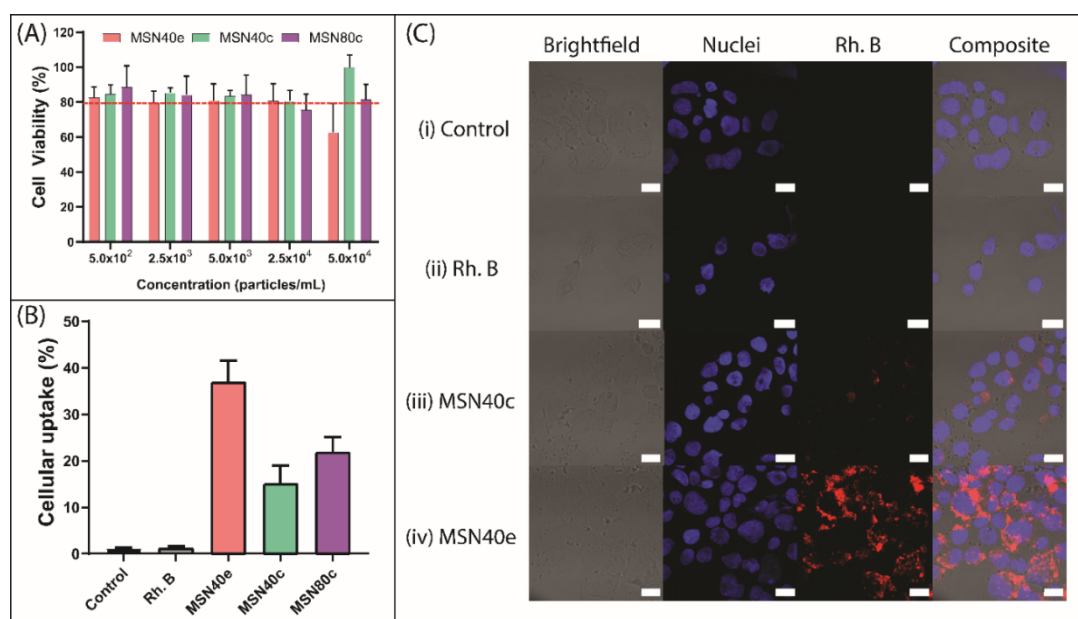 (A)
MSN40e MSN40c MSN80c
Cell Viability (%)
120
100
80
60
40
20
0
5.0x10² 2.5x10³ 5.0x10³ 2.5x10⁴ 5.0x10⁴
Concentration (particles/mL)
(B)
Cellular uptake (%)
50
40
30
20
10
0
Control Rh. B MSN40e MSN40c MSN80c
(C)
Brightfield Nuclei Rh. B Composite
(i) Control
(ii) Rh. B
(iii) MSN40c
(iv) MSN40e